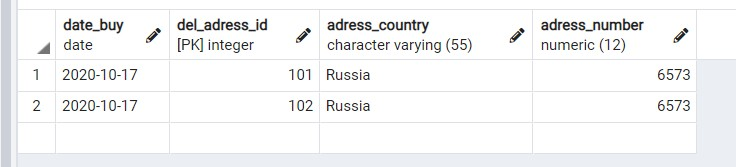 date_buy del_adress_id adress_country adress_number
date [PK] integer character varying (55) numeric (12)
1 2020-10-17 101 Russia 6573
2 2020-10-17 102 Russia 6573